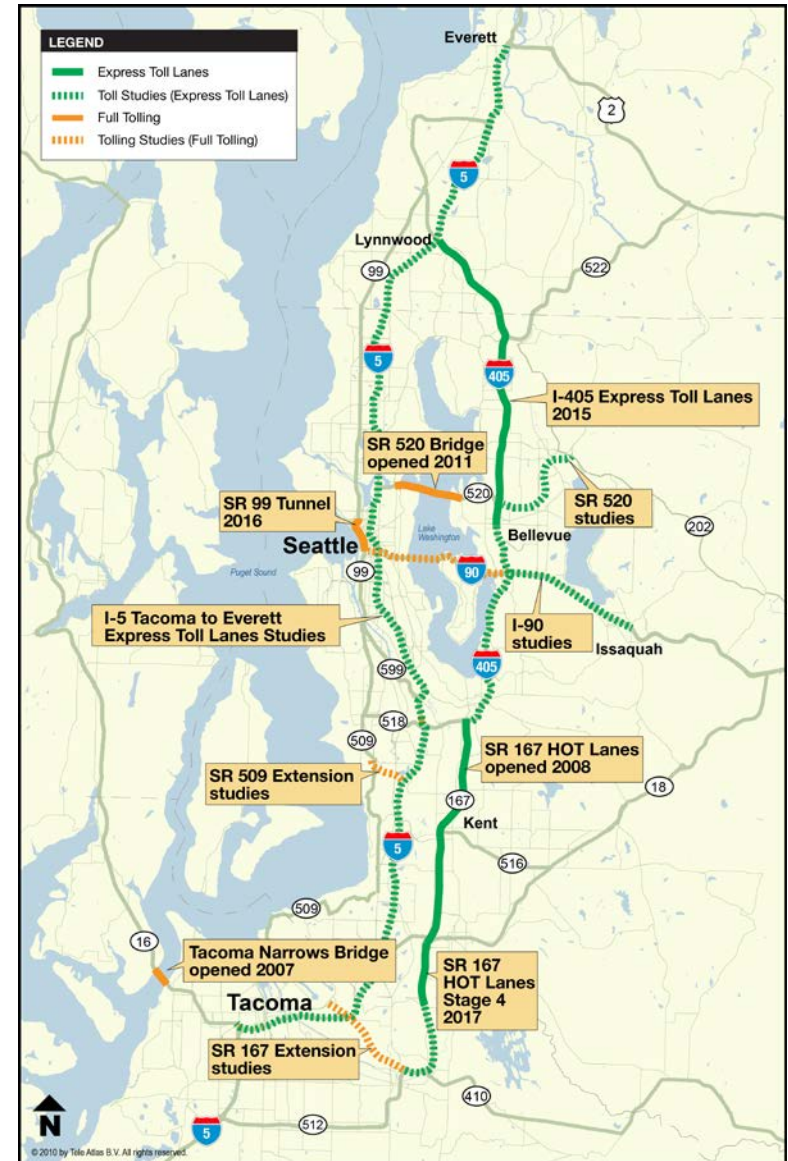 LEGEND
Express Toll Lanes
Toll Studies (Express Toll Lanes)
Full Tolling
Tolling Studies (Full Tolling)
Everett
2
5
Lynnwood
99
522
5
405
I-405 Express Toll Lanes
2015
SR 520 Bridge
opened 2011
520
SR 520
studies
SR 99 Tunnel
2016
202
Lake
Washington
Bellevue
Seattle
99
90
Puget Sound
I-5 Tacoma to Everett
Express Toll Lanes Studies
I-90
studies
Issaquah
405
599
518
509
SR 167 HOT Lanes
opened 2008
SR 509 Extension
studies
18
167
Kent
5
516
509
16
Tacoma Narrows Bridge
opened 2007
SR 167
HOT Lanes
Stage 4
2017
Tacoma
SR 167 Extension
studies
410
N
5
512
© 2010 by Tele Atlas B.V. All rights reserved.